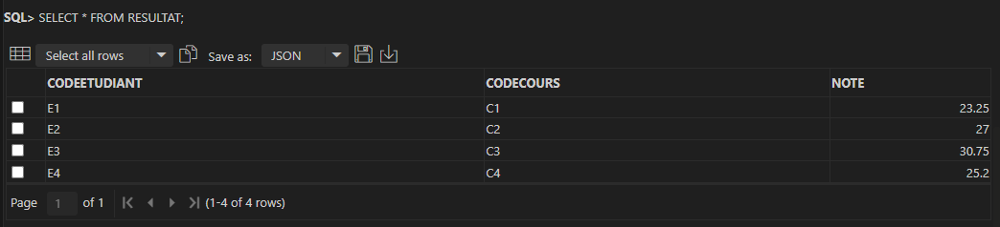 SQL> SELECT * FROM RESULTAT;
Select all rows Save as: JSON
CODEETUDIANT CODECOURS NOTE
E1 C1 23.25
E2 C2 27
E3 C3 30.75
E4 C4 25.2
Page 1 of 1 (1-4 of 4 rows)